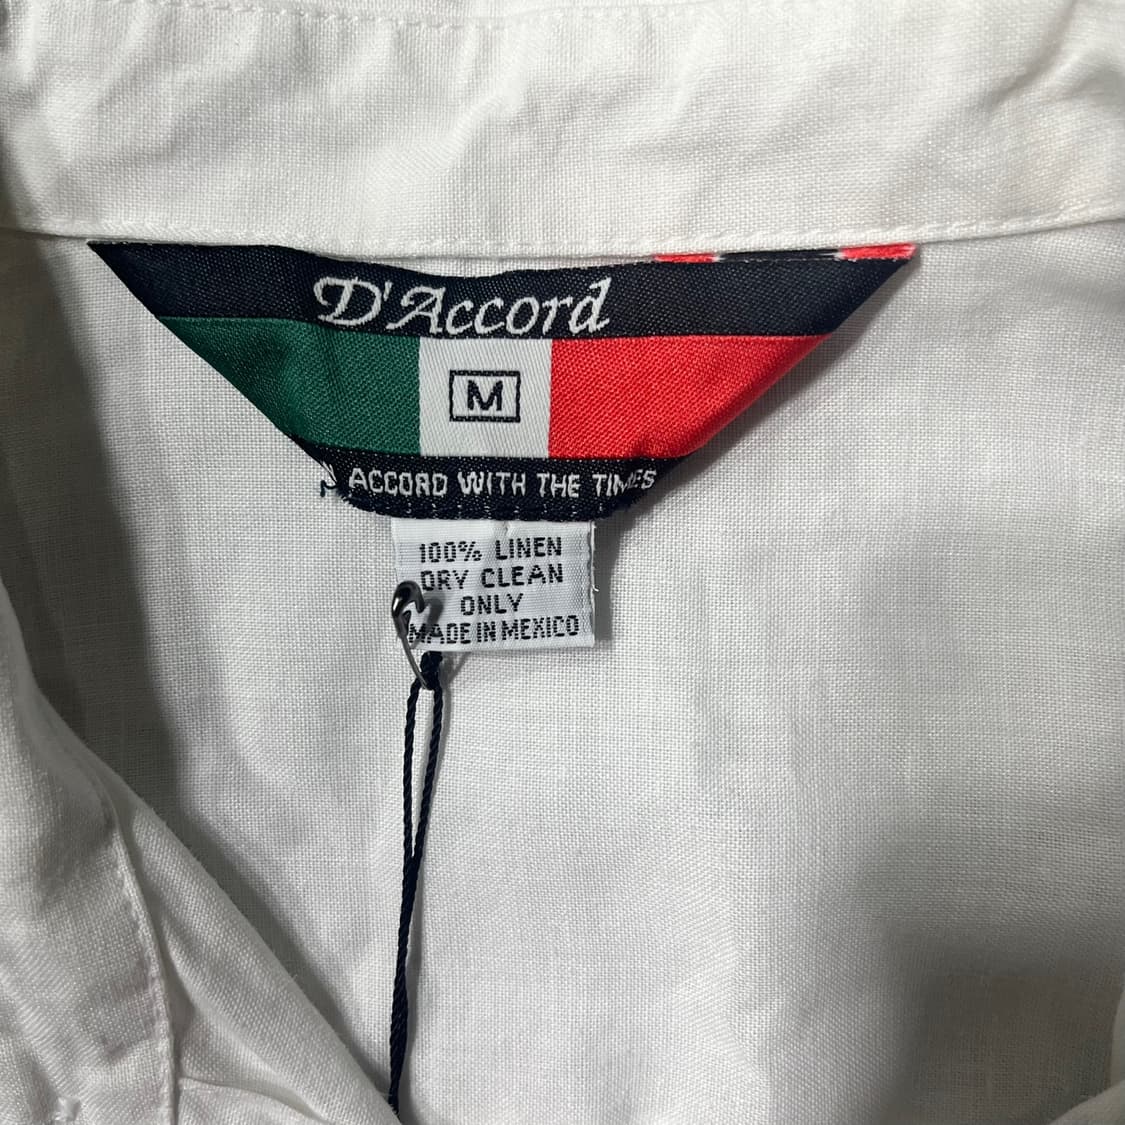 D'Accord
M
ACCORD WITH THE TIMES
100% LINEN
DRY CLEAN
ONLY
MADE IN MEXICO